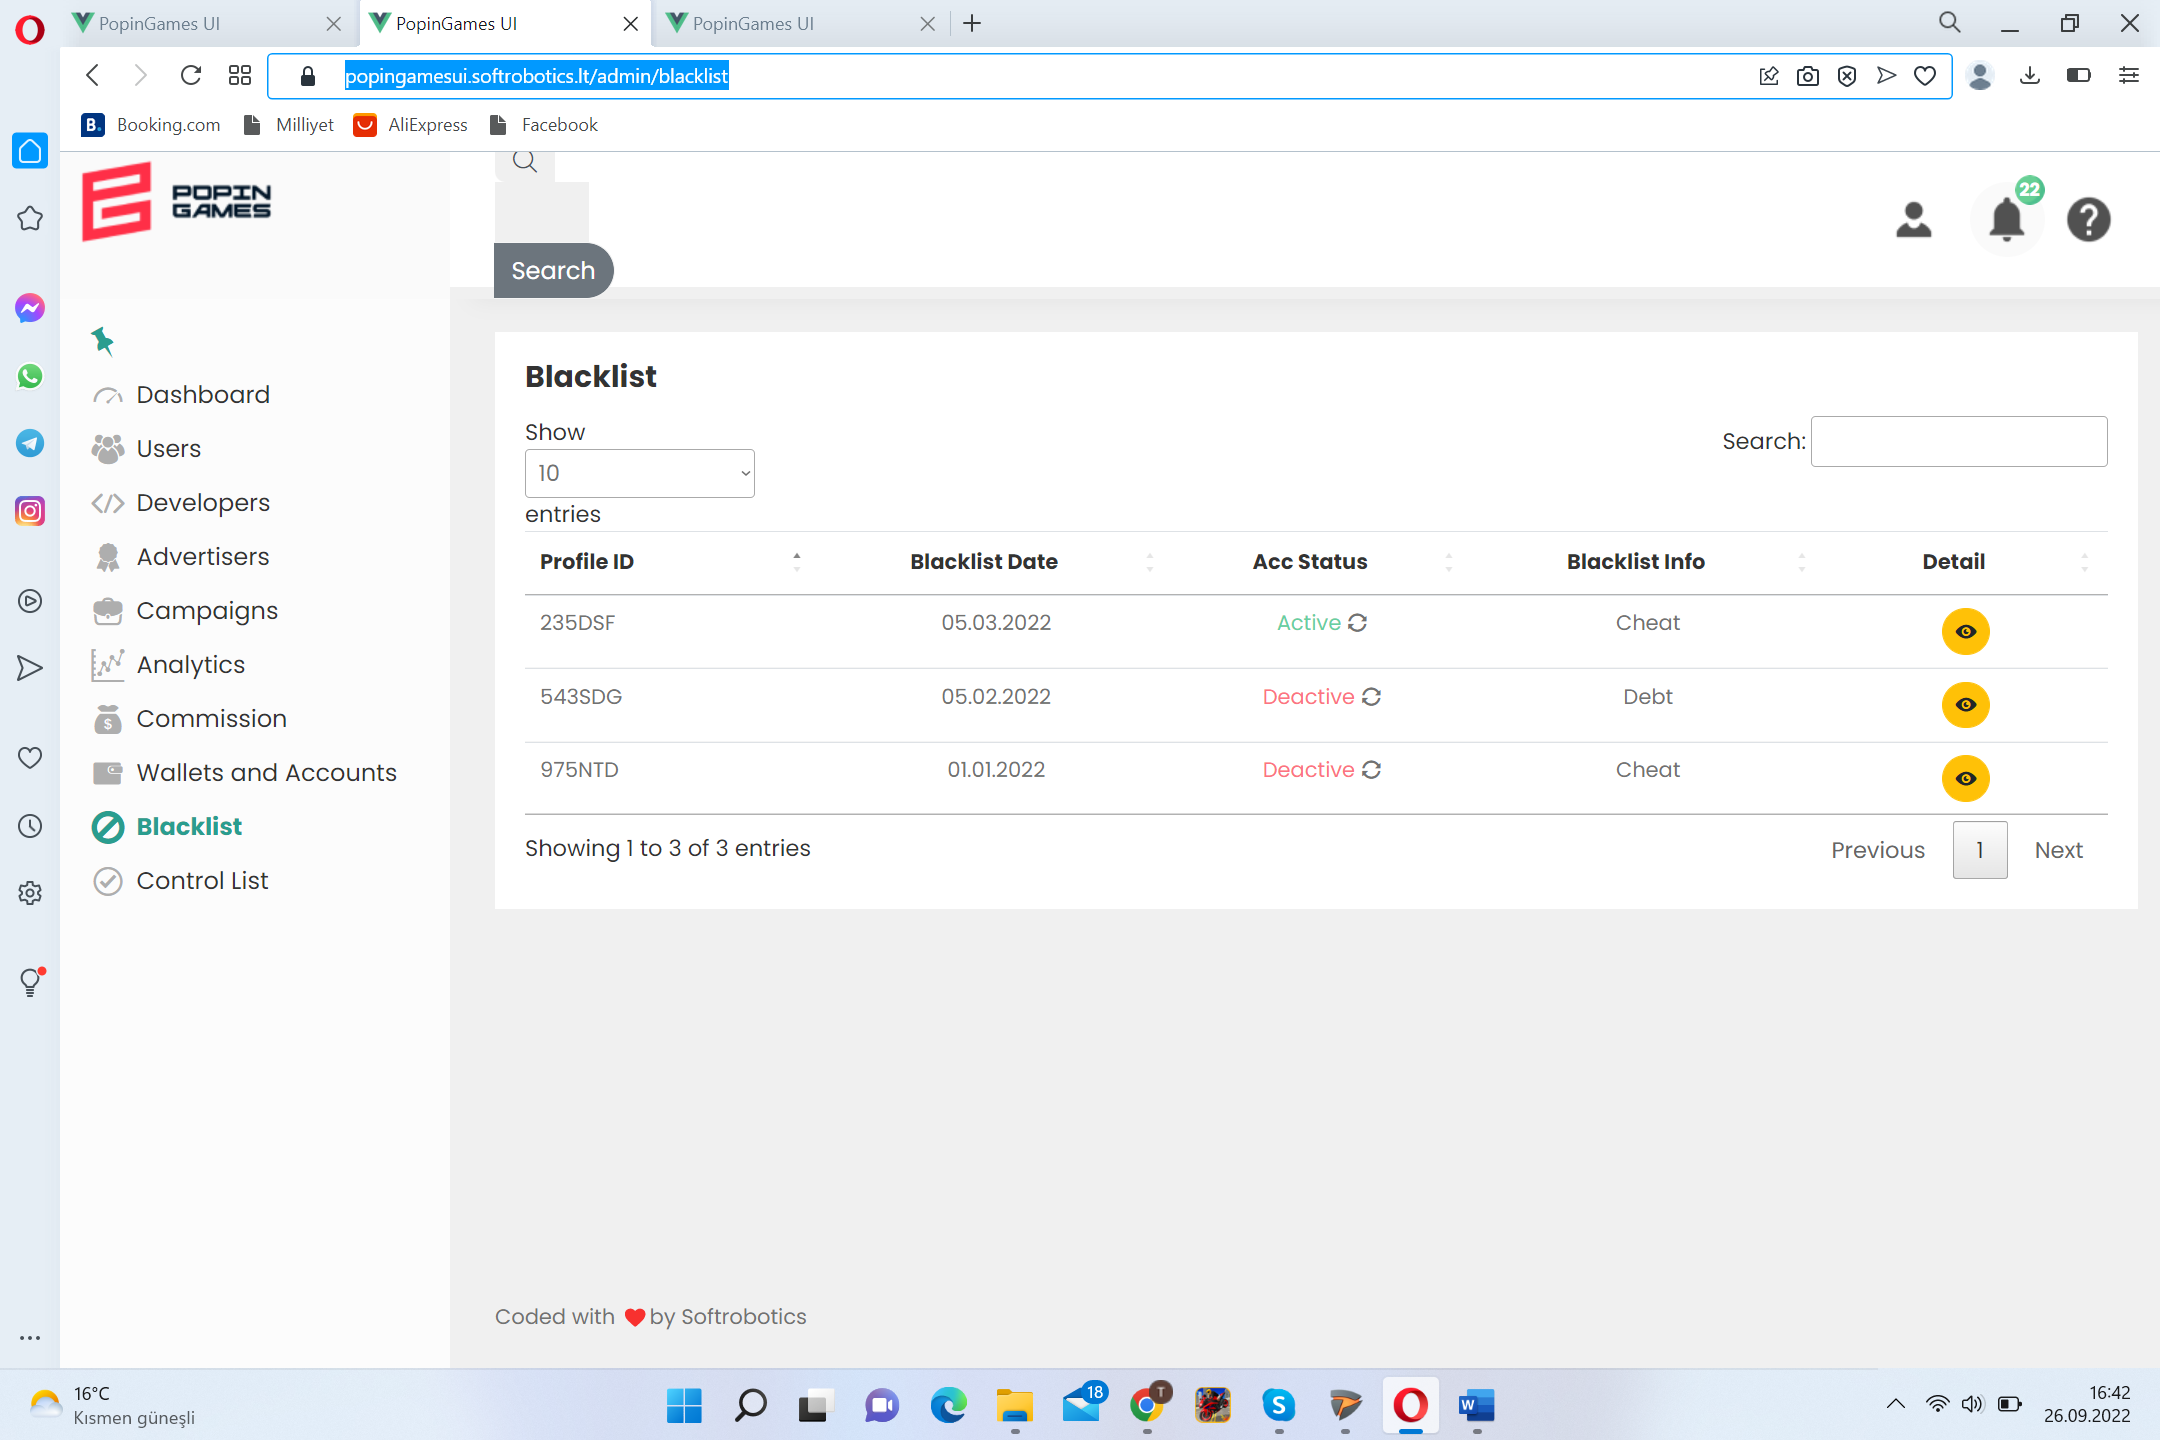 PopinGames UI
PopinGames UI
PopinGames UI
popingamesui.softrobotics.lt/admin/blacklist
B. Booking.com Milliyet AliExpress Facebook
POPIN
GAMES
22
Search
Dashboard
Users
Developers
Advertisers
Campaigns
Analytics
Commission
Wallets and Accounts
Blacklist
Control List
Blacklist
Show
10
entries
Search:
Profile ID Blacklist Date Acc Status Blacklist Info Detail
235DSF 05.03.2022 Active Cheat
543SDG 05.02.2022 Deactive Debt
975NTD 01.01.2022 Deactive Cheat
Showing 1 to 3 of 3 entries
Previous 1 Next
Coded with by Softrobotics
16°C
Kısmen güneşli
18
T
S
W
16:42
26.09.2022